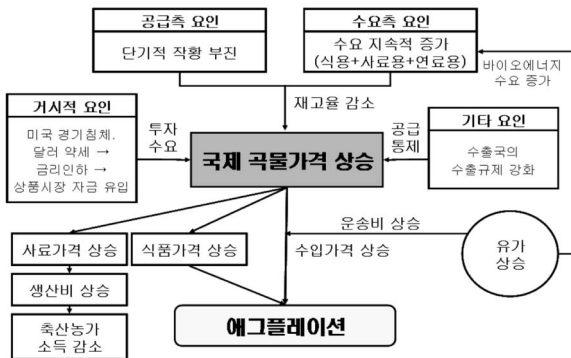 공급측 요인
단기적 작황 부진
수요측 요인
수요 지속적 증가
(식용+사료용+연료용)
바이오에너지
수요 증가
재고율 감소
거시적 요인
미국 경기침체.
달러 약세 →
금리인하 →
상품시장 자금 유입
투자
수요
국제 곡물가격 상승
공급
통제
기타 요인
수출국의
수출규제 강화
사료가격 상승
식품가격 상승
운송비 상승
수입가격 상승
유가
상승
생산비 상승
축산농가
소득 감소
애그플레이션